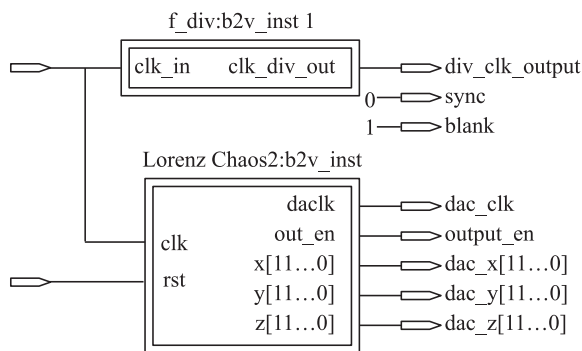 f_div:b2v_inst 1
clk_in clk_div_out div_clk_output
0 sync
1 blank
Lorenz Chaos2:b2v_inst
daclk dac_clk
clk out_en output_en
rst x[11…0] dac_x[11…0]
y[11…0] dac_y[11…0]
z[11…0] dac_z[11…0]